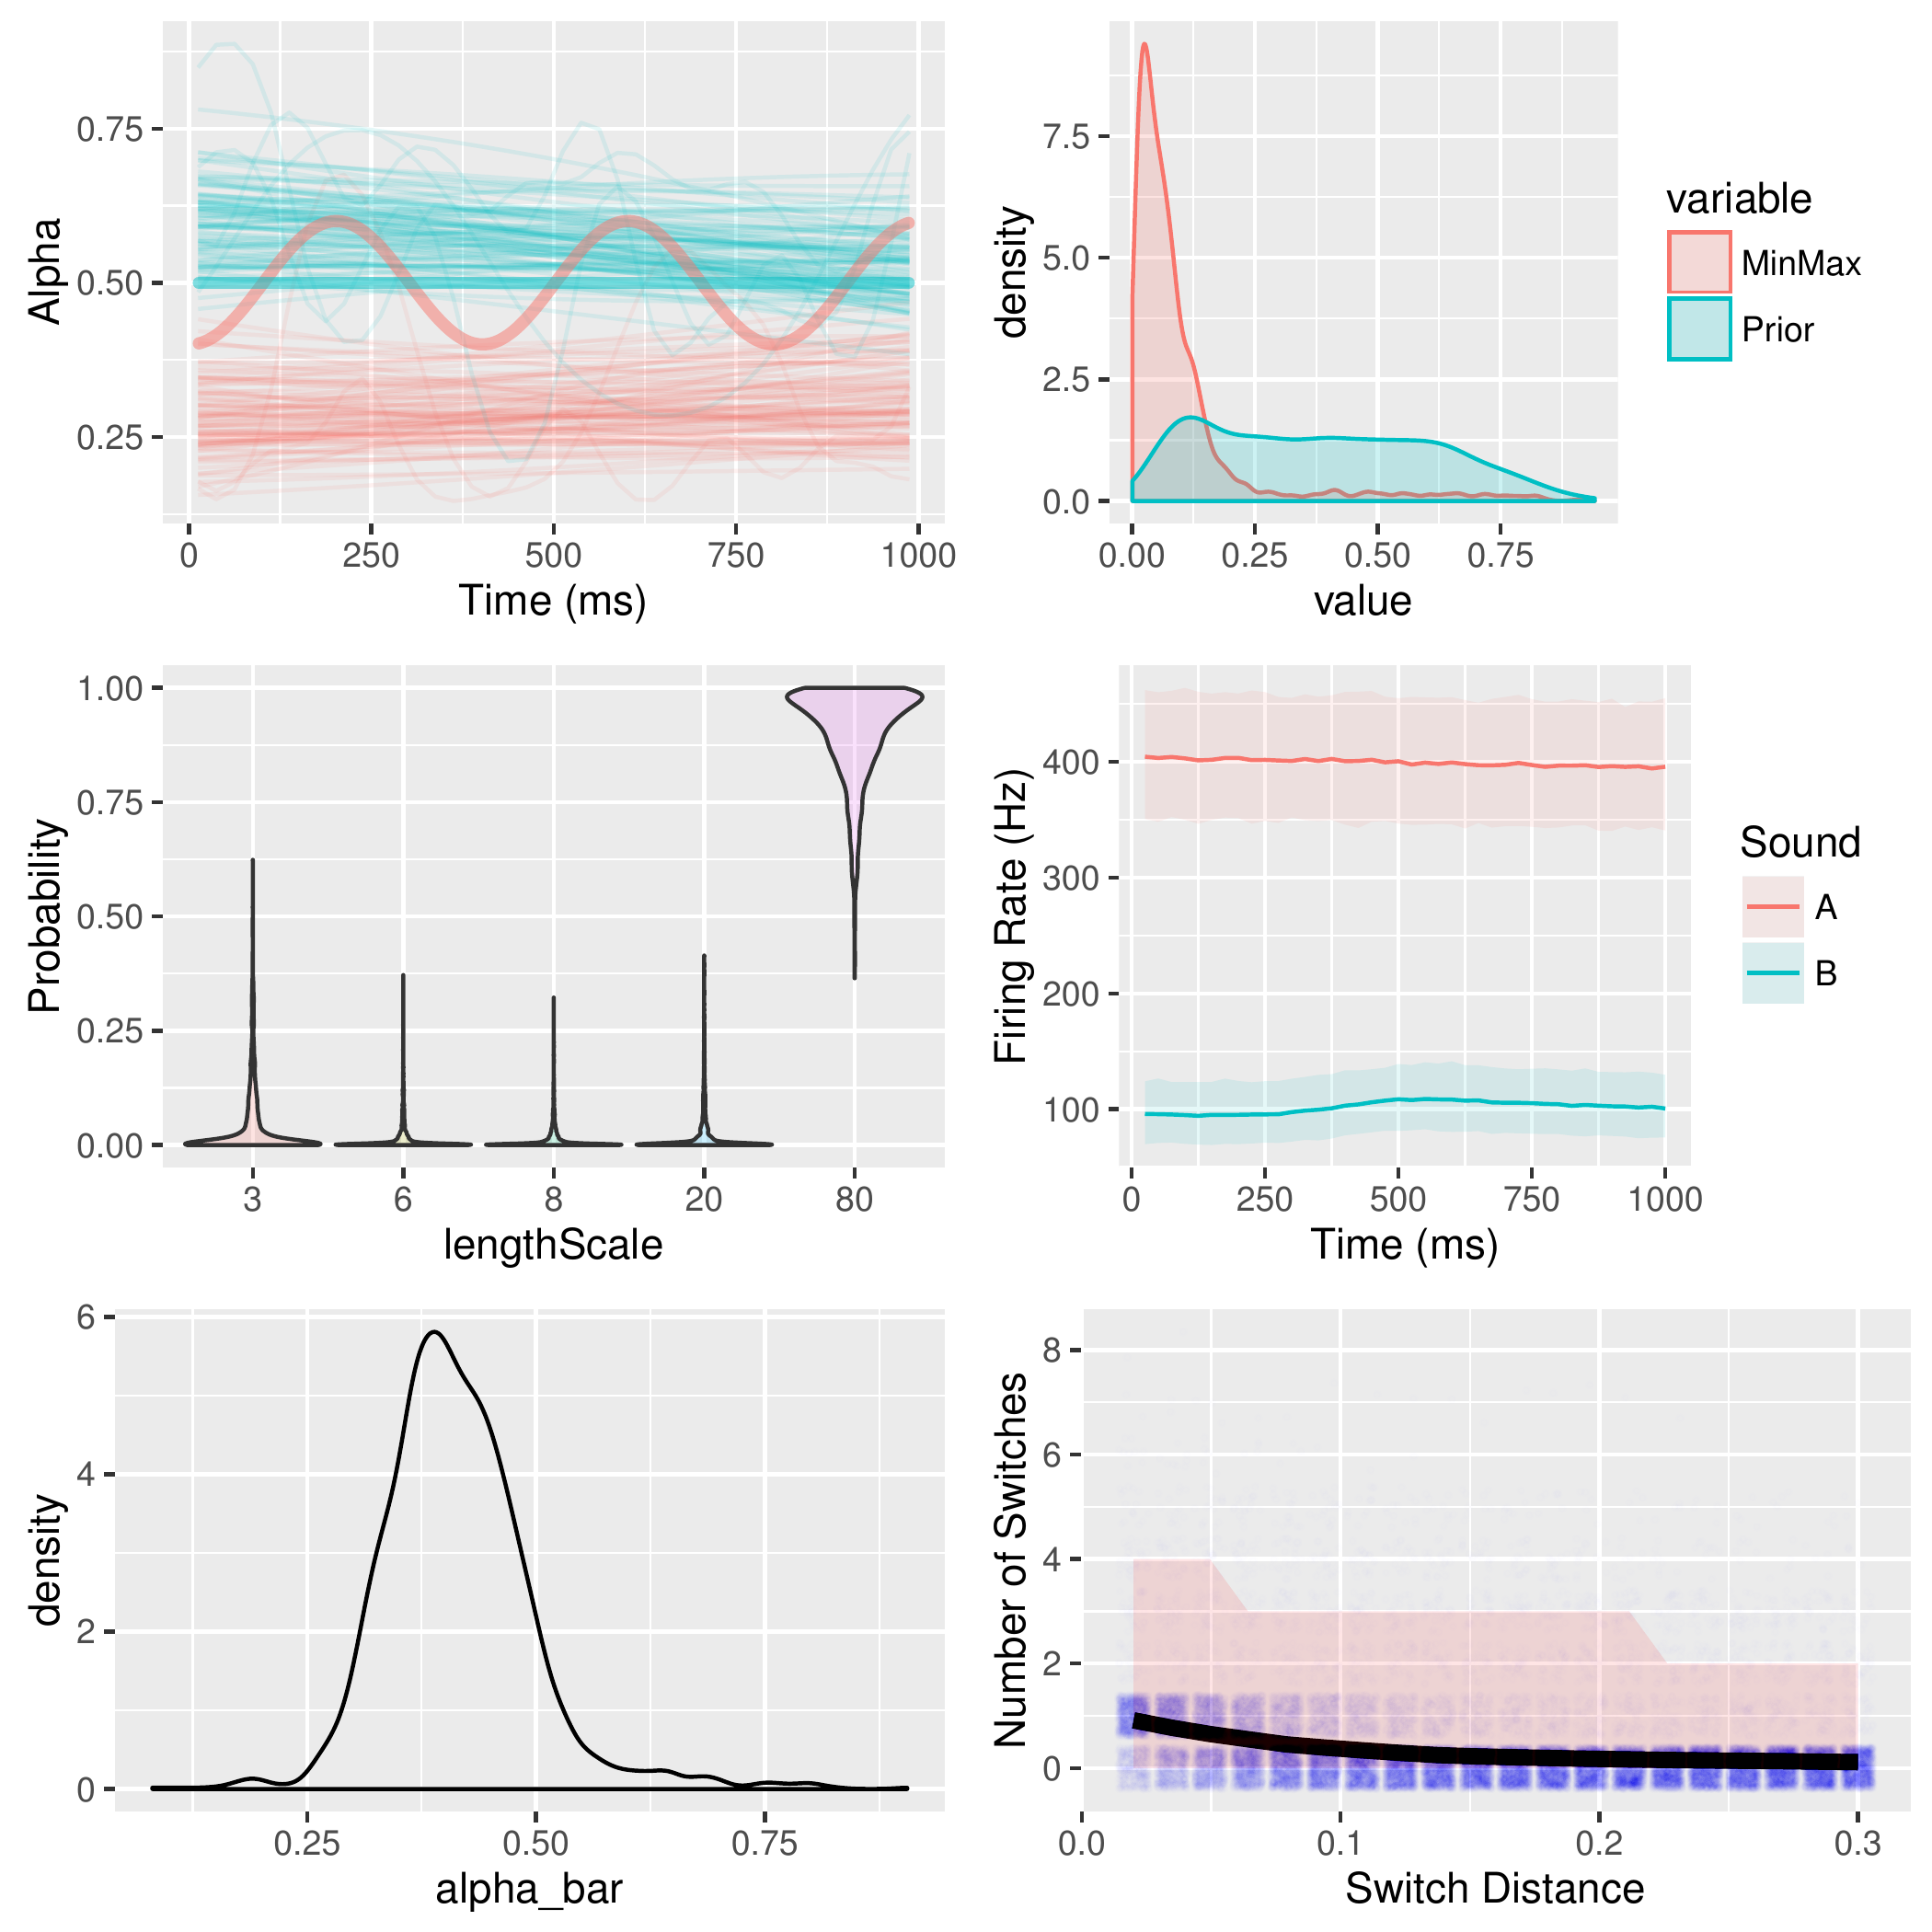 0.75
0.50
0.25
Alpha
0
250
500
750
1000
Time (ms)
7.5
5.0
2.5
0.0
density
0.00
0.25
0.50
0.75
value
variable
MinMax
Prior
1.00
0.75
0.50
0.25
0.00
Probability
3
6
8
20
80
lengthScale
400
300
200
100
Firing Rate (Hz)
0
250
500
750
1000
Time (ms)
Sound
A
B
6
4
2
0
density
0.25
0.50
0.75
alpha_bar
8
6
4
2
0
Number of Switches
0.0
0.1
0.2
0.3
Switch Distance